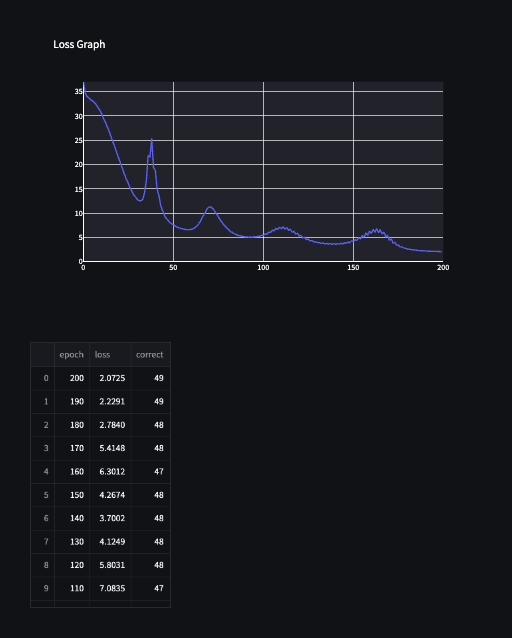 Loss Graph
35
30
25
20
15
10
5
0
0 50 100 150 200
epoch loss correct
0 200 2.0725 49
1 190 2.2291 49
2 180 2.7840 48
3 170 5.4148 48
4 160 6.3012 47
5 150 4.2674 48
6 140 3.7002 48
7 130 4.1249 48
8 120 5.8031 48
9 110 7.0835 47